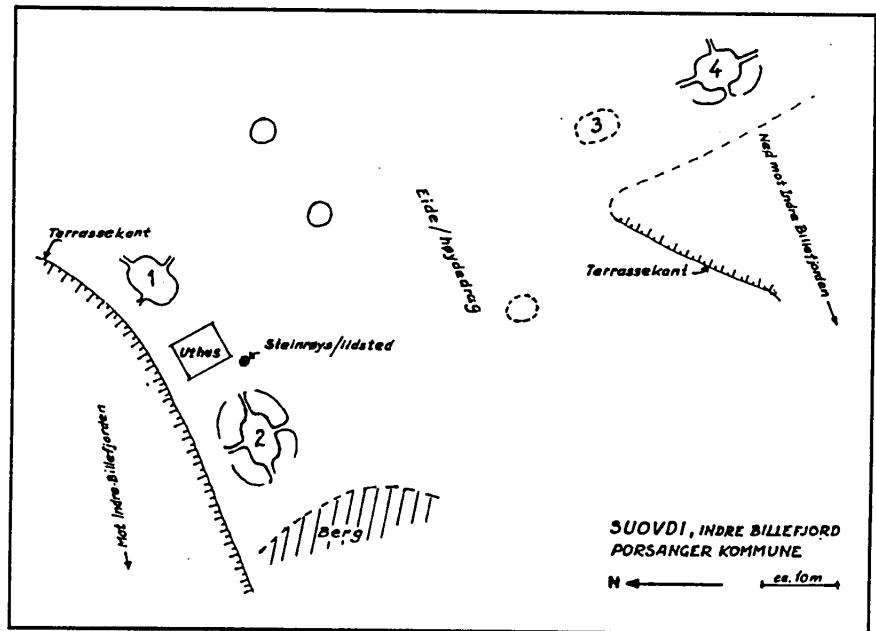 4
3
Ned mot Indre Billefjorden
Eide/høydedrag
Terrassekant
1
Terrassekant
Uthus
Steinrøys/ildsted
2
Mot Indre-Billefjorden
Berg
SUOVDI, INDRE BILLEFJORD
PORSANGER KOMMUNE
N
ca. 10m